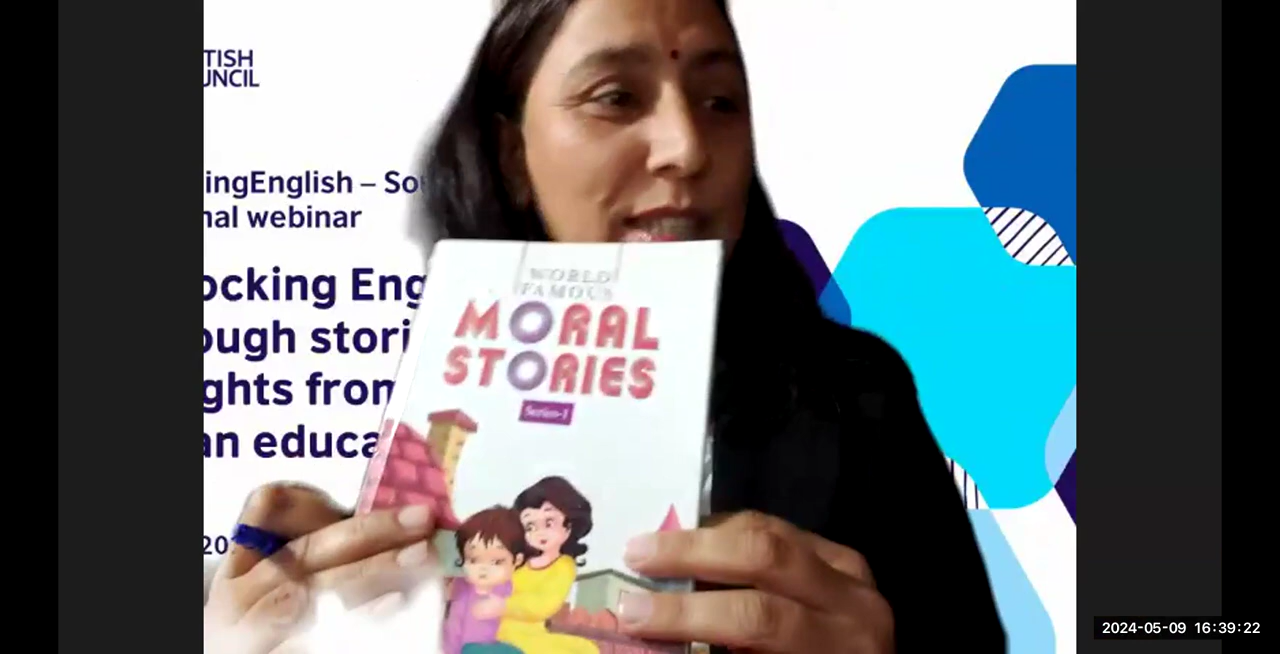 TISH
UNCIL
ingEnglish – So
nal webinar
ocking Eng
ough stori
ghts from
an educa
20
WORLD
FAMOUS
MORAL
STORIES
Series-1
2024-05-09 16:39:22